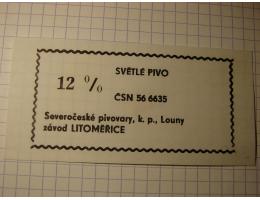 SVĚTLÉ PIVO
12 %
ČSN 56 6635
Severočeské pivovary, k. p., Louny
závod LITOMĚŘICE